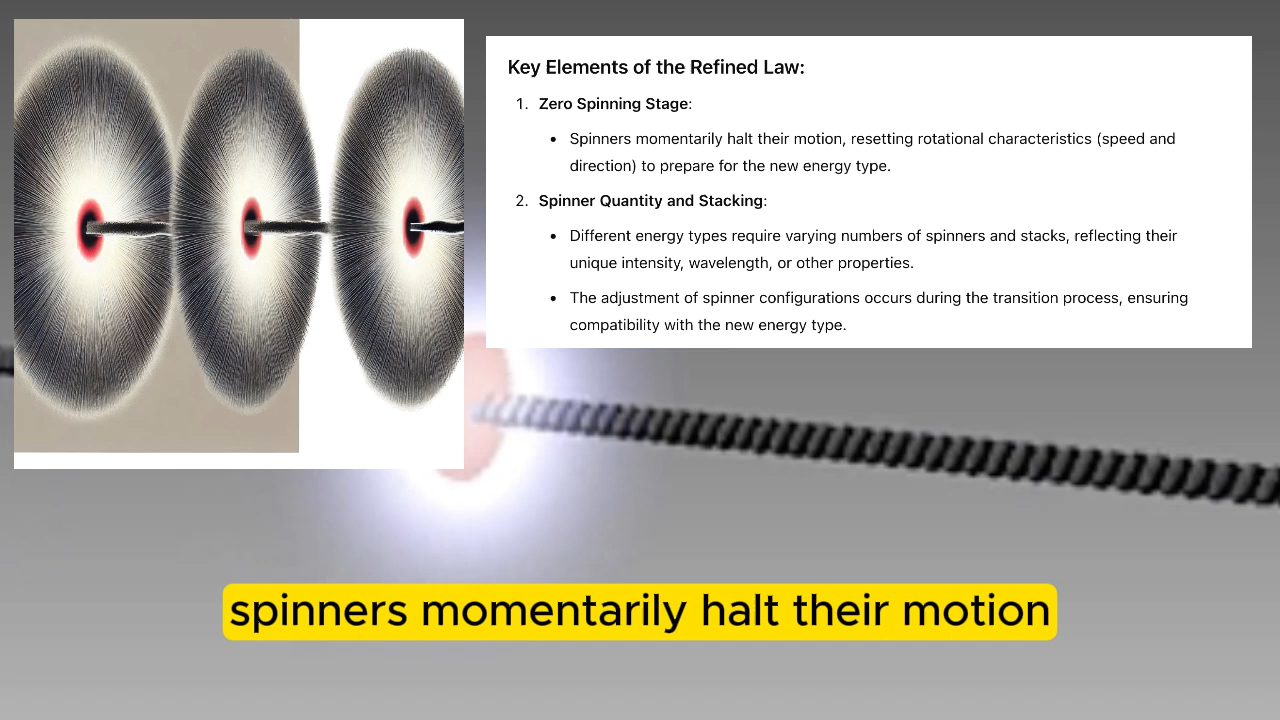 Key Elements of the Refined Law:
1. Zero Spinning Stage:
• Spinners momentarily halt their motion, resetting rotational characteristics (speed and
direction) to prepare for the new energy type.
2. Spinner Quantity and Stacking:
• Different energy types require varying numbers of spinners and stacks, reflecting their
unique intensity, wavelength, or other properties.
• The adjustment of spinner configurations occurs during the transition process, ensuring
compatibility with the new energy type.
spinners momentarily halt their motion